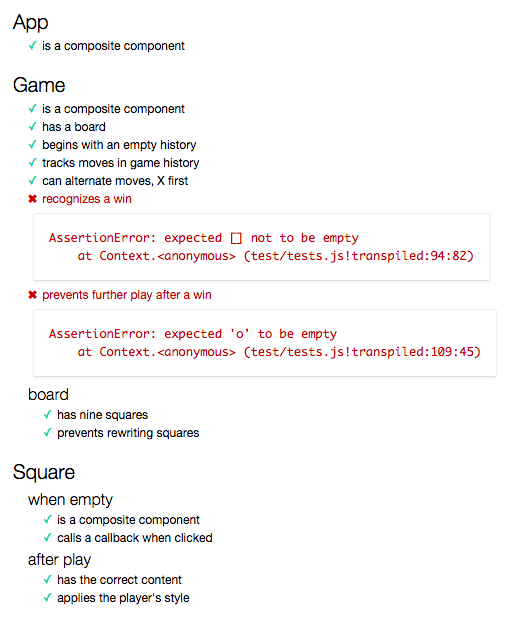 App
✓ is a composite component
Game
✓ is a composite component
✓ has a board
✓ begins with an empty history
✓ tracks moves in game history
✓ can alternate moves, X first
✖ recognizes a win
AssertionError: expected [] not to be empty
at Context.<anonymous> (test/tests.js!transpiled:94:82)
✖ prevents further play after a win
AssertionError: expected 'o' to be empty
at Context.<anonymous> (test/tests.js!transpiled:109:45)
board
✓ has nine squares
✓ prevents rewriting squares
Square
when empty
✓ is a composite component
✓ calls a callback when clicked
after play
✓ has the correct content
✓ applies the player's style